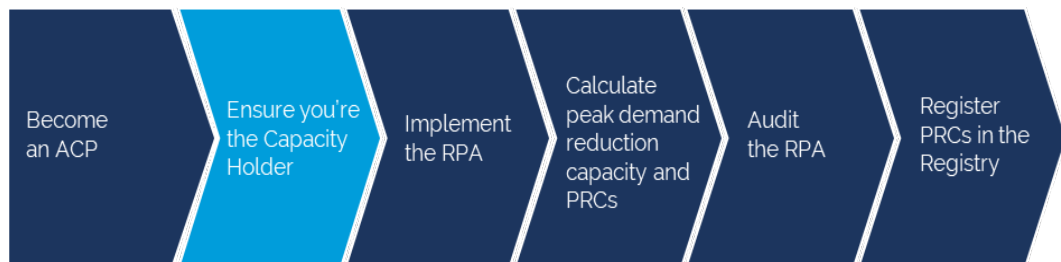 Become
an ACP
Ensure you're
the Capacity
Holder
Implement
the RPA
Calculate
peak demand
reduction
capacity and
PRCs
Audit
the RPA
Register
PRCs in the
Registry